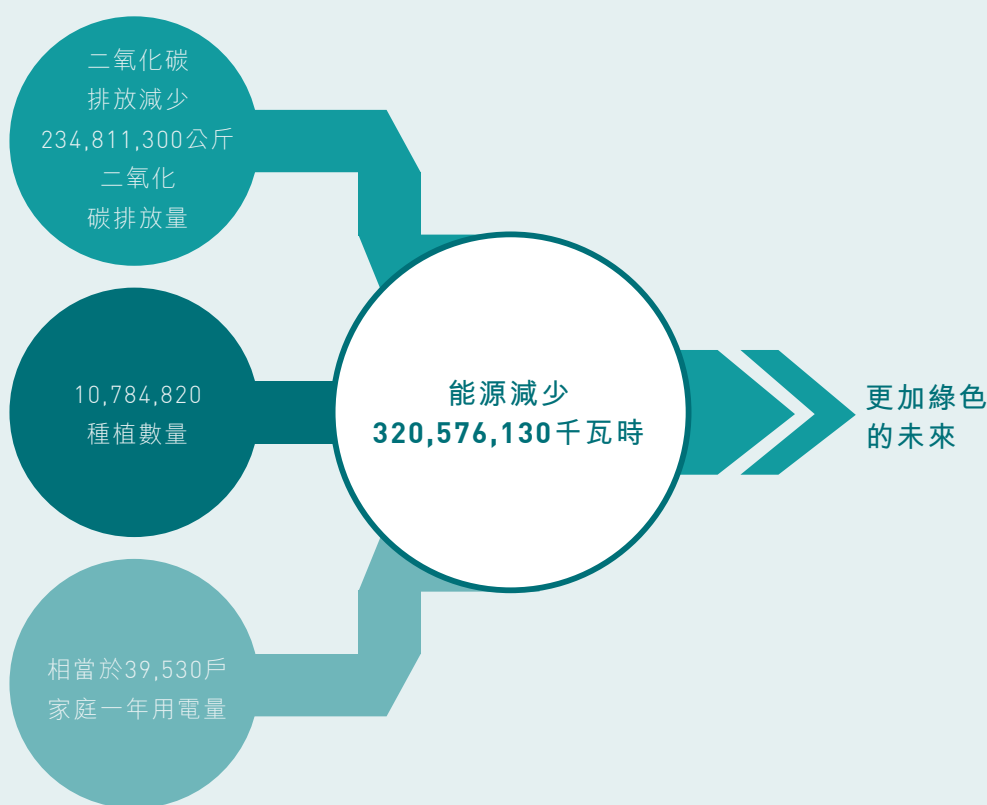 二氧化碳
排放減少
234,811,300公斤
二氧化
碳排放量
10,784,820
種植數量
相當於39,530戶
家庭一年用電量
能源減少
320,576,130千瓦時
更加綠色
的未來